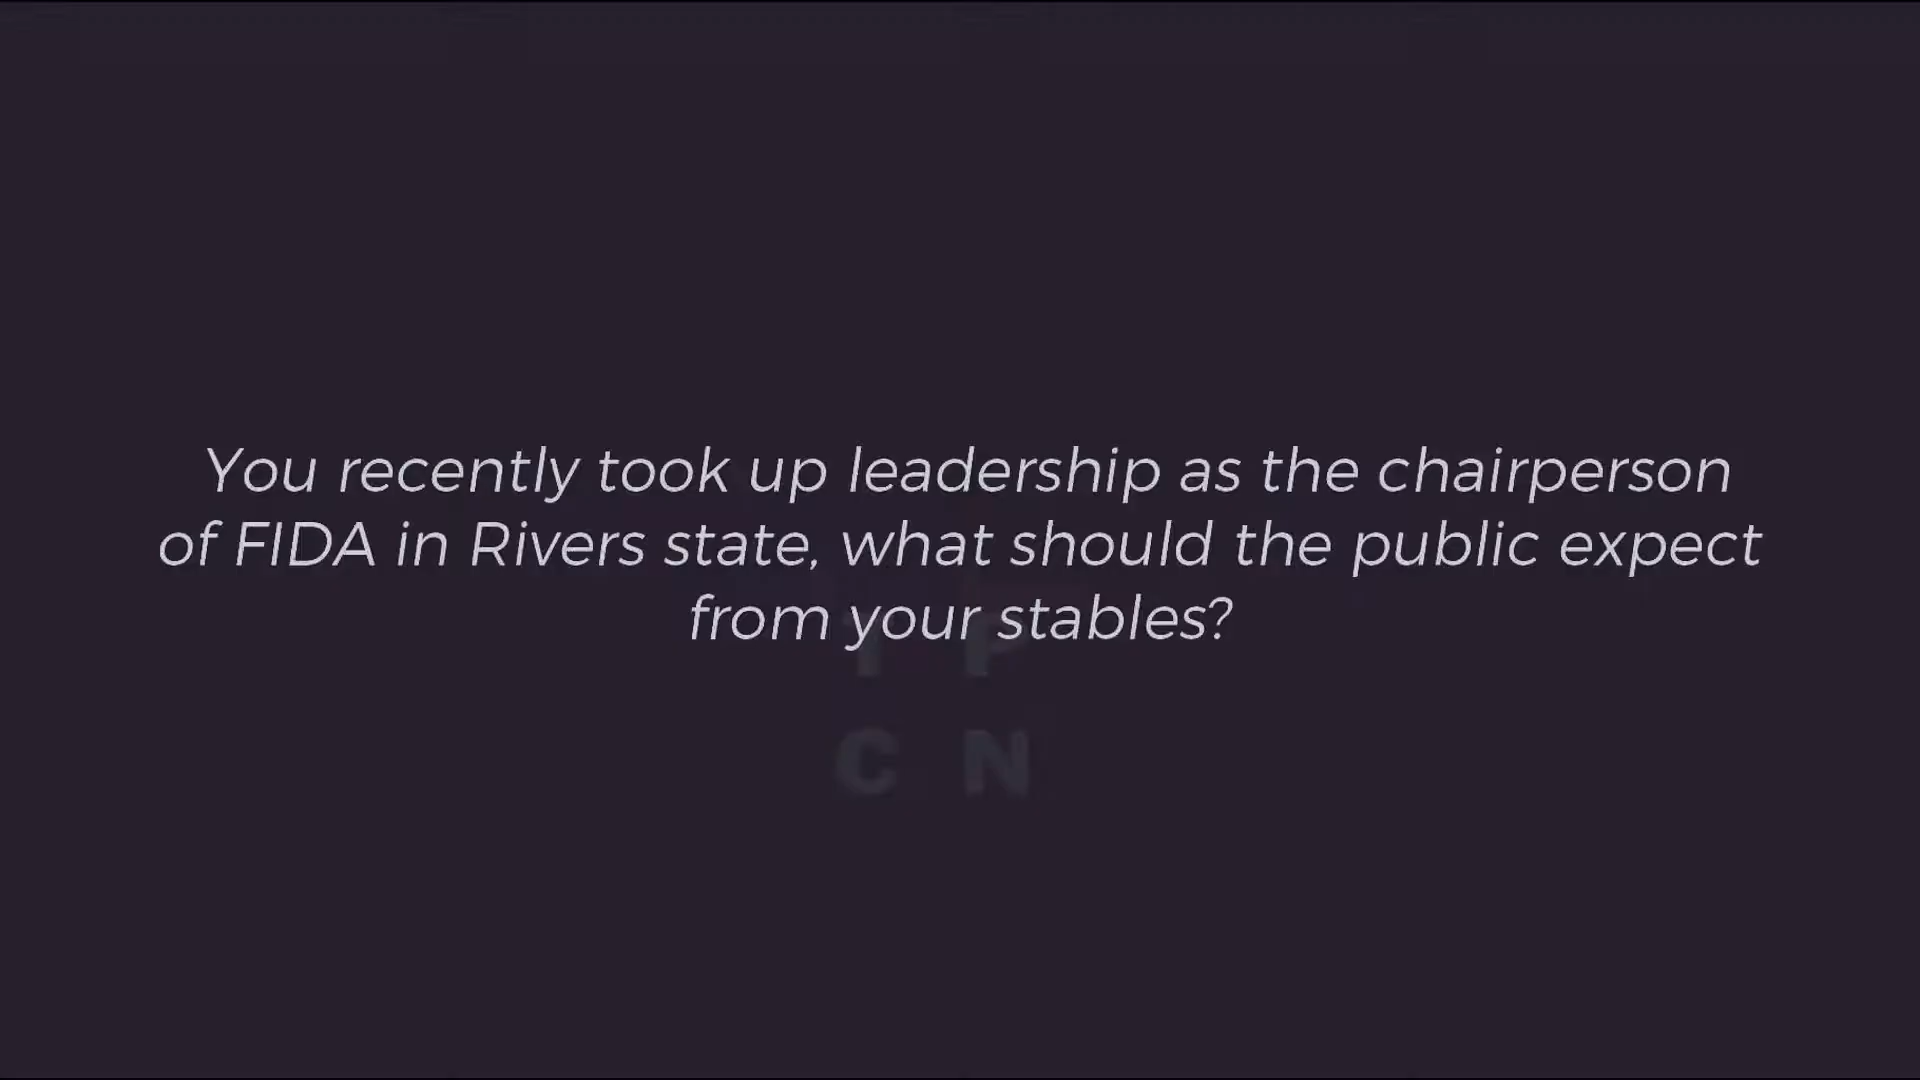 You recently took up leadership as the chairperson
of FIDA in Rivers state, what should the public expect
from your stables?
T P
C N